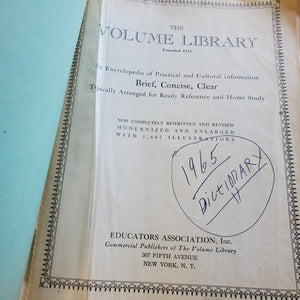 THE
VOLUME LIBRARY
Founded 1911
An Encyclopedia of Practical and Cultural Information
Brief, Concise, Clear
Topically Arranged for Ready Reference and Home Study
NOW COMPLETELY REWRITTEN AND REVISED
MODERNIZED AND ENLARGED
WITH ILLUSTRATIONS
1965
DICTIONARY
EDUCATORS ASSOCIATION, Inc.
Commercial Publishers of The Volume Library
307 FIFTH AVENUE
NEW YORK, N. Y.